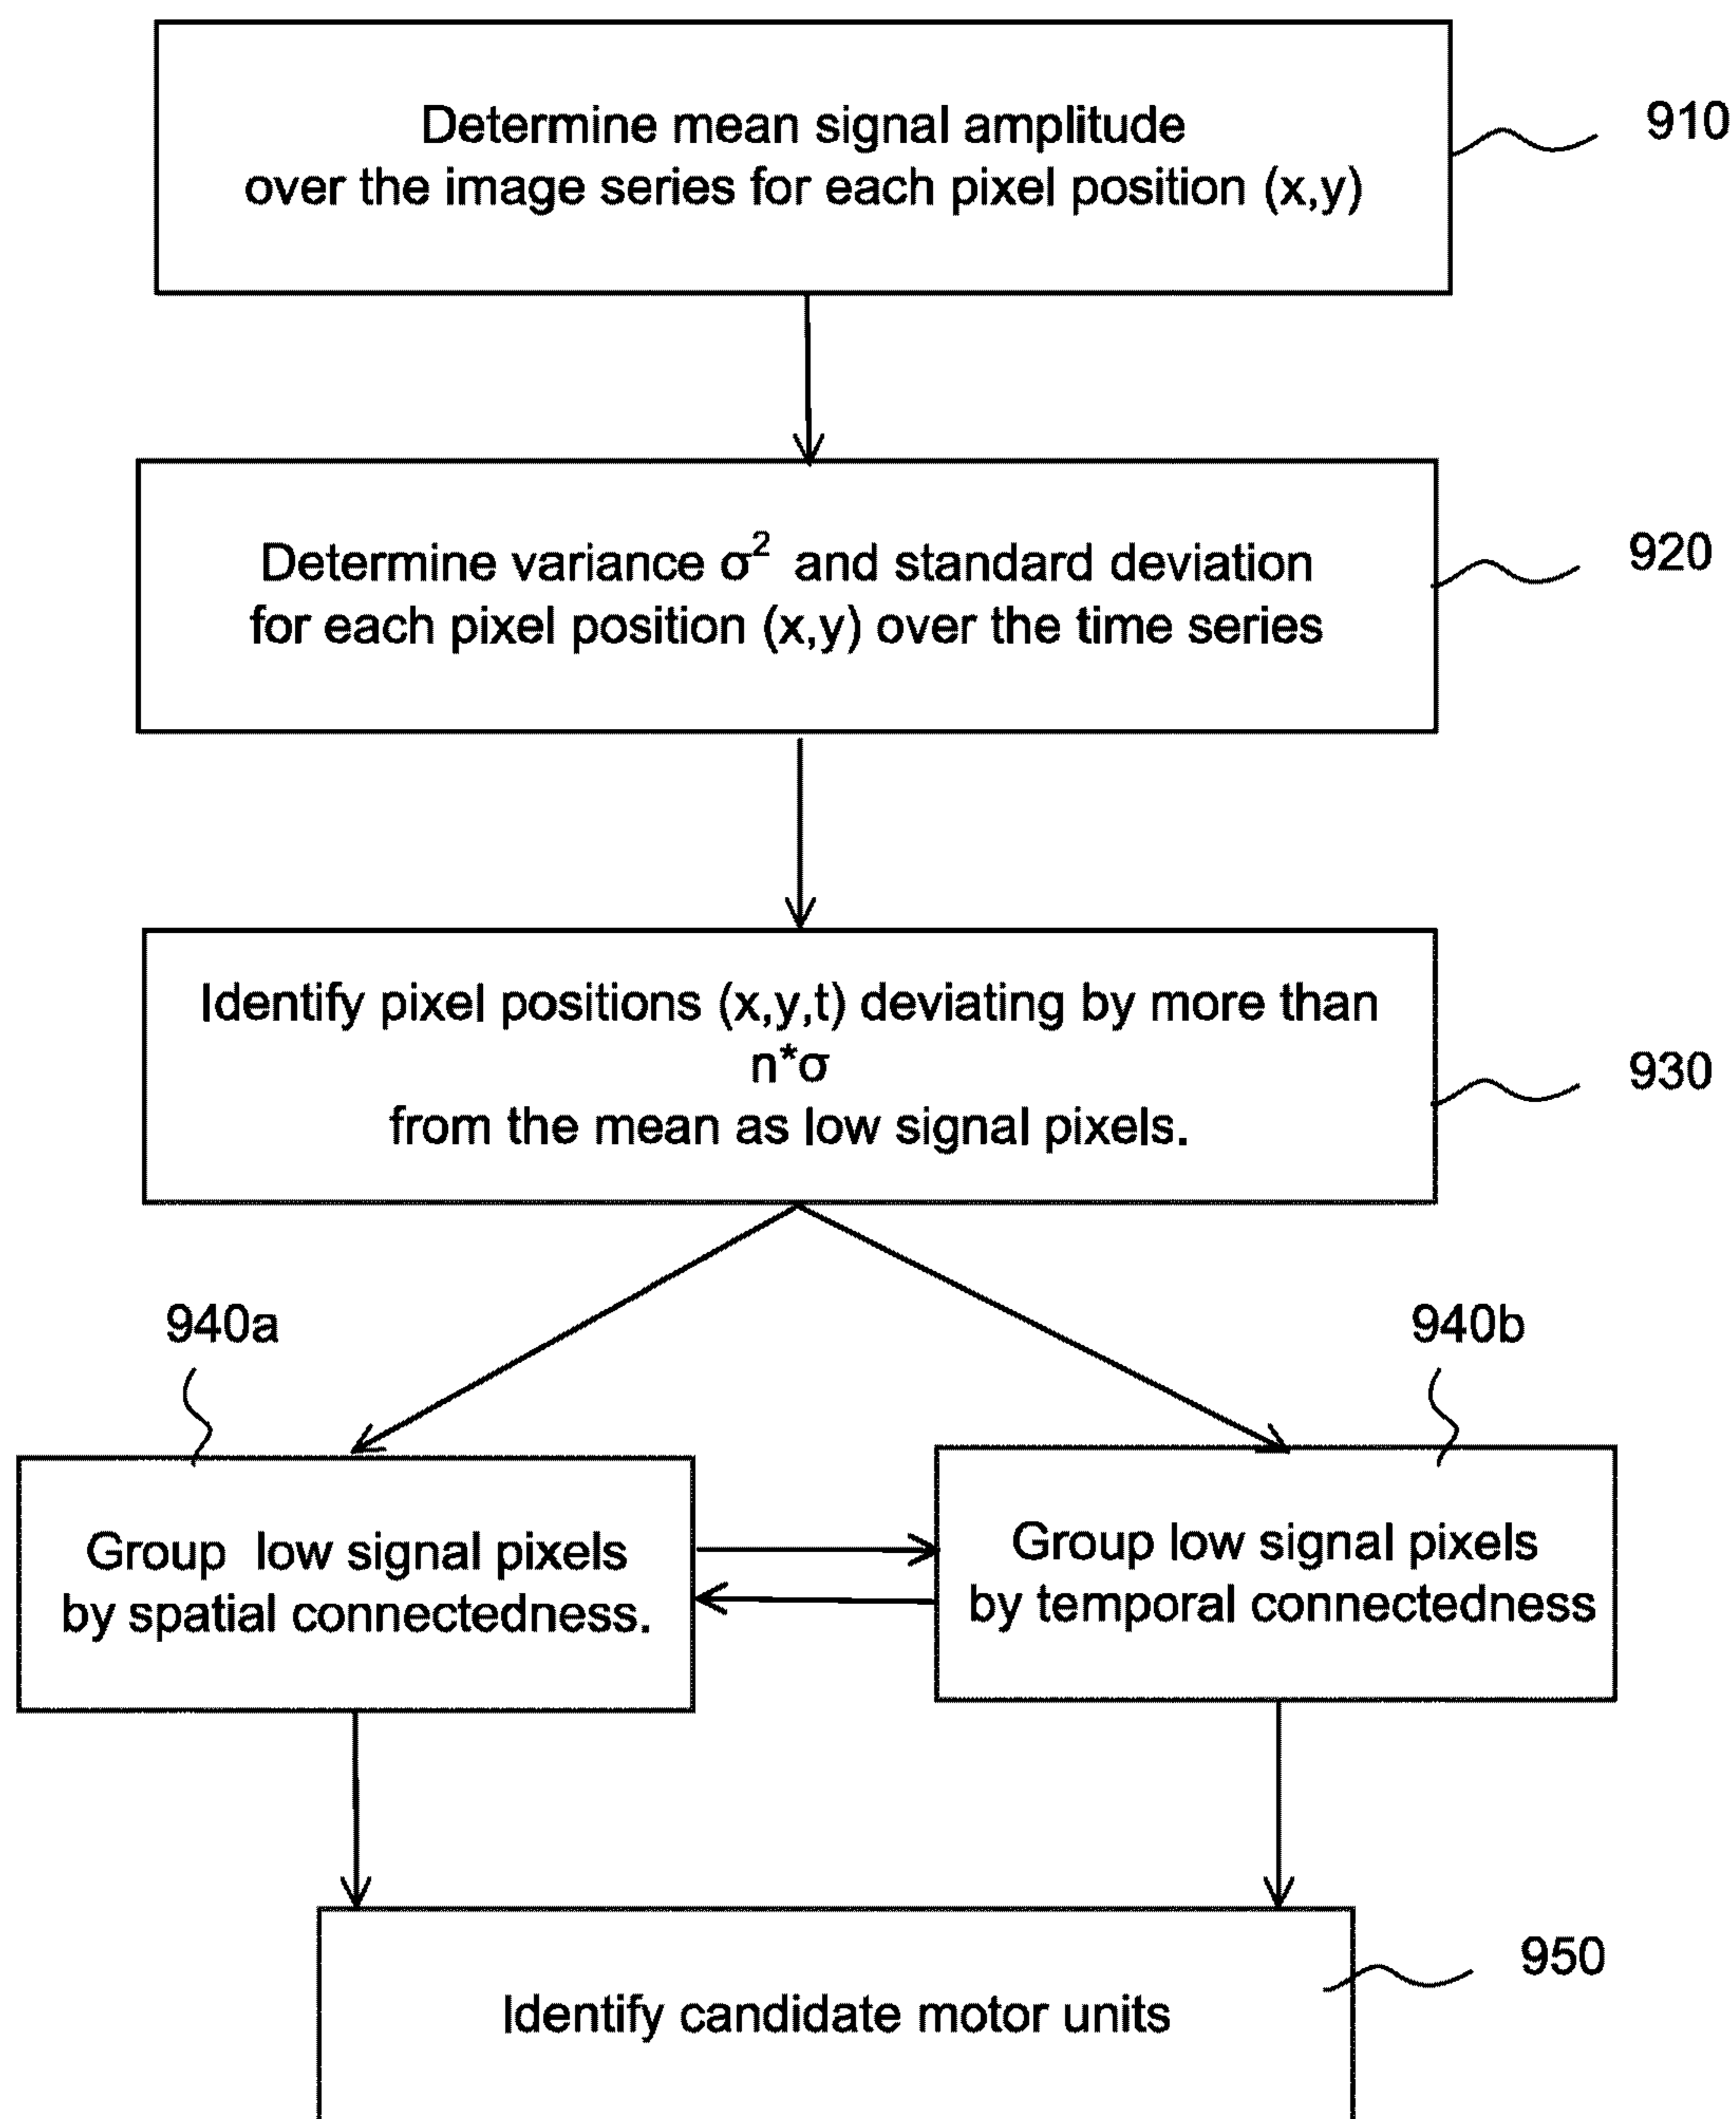 Determine mean signal amplitude
over the image series for each pixel position (x,y)
910
Determine variance σ² and standard deviation
for each pixel position (x,y) over the time series
920
Identify pixel positions (x,y,t) deviating by more than
n*σ
from the mean as low signal pixels.
930
940a
940b
Group low signal pixels
by spatial connectedness.
Group low signal pixels
by temporal connectedness
Identify candidate motor units
950